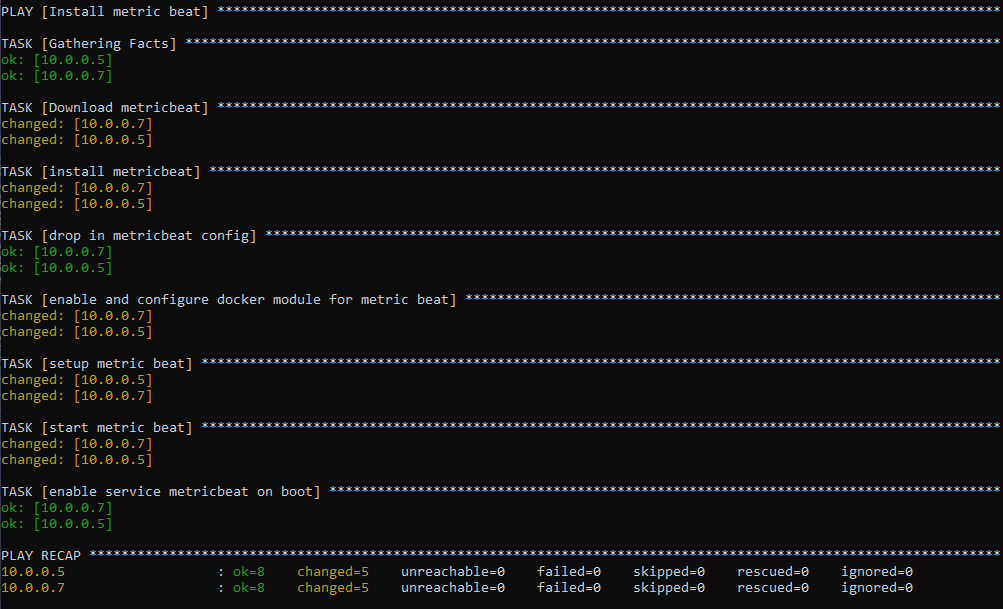 PLAY [Install metric beat] **************************************************************************************************
TASK [Gathering Facts] ******************************************************************************************************
ok: [10.0.0.5]
ok: [10.0.0.7]
TASK [Download metricbeat] **************************************************************************************************
changed: [10.0.0.7]
changed: [10.0.0.5]
TASK [install metricbeat] ***************************************************************************************************
changed: [10.0.0.7]
changed: [10.0.0.5]
TASK [drop in metricbeat config] ********************************************************************************************
ok: [10.0.0.7]
ok: [10.0.0.5]
TASK [enable and configure docker module for metric beat] *******************************************************************
changed: [10.0.0.7]
changed: [10.0.0.5]
TASK [setup metric beat] ****************************************************************************************************
changed: [10.0.0.5]
changed: [10.0.0.7]
TASK [start metric beat] ****************************************************************************************************
changed: [10.0.0.7]
changed: [10.0.0.5]
TASK [enable service metricbeat on boot] ************************************************************************************
ok: [10.0.0.7]
ok: [10.0.0.5]
PLAY RECAP ******************************************************************************************************************
10.0.0.5                   : ok=8    changed=5    unreachable=0    failed=0    skipped=0    rescued=0    ignored=0
10.0.0.7                   : ok=8    changed=5    unreachable=0    failed=0    skipped=0    rescued=0    ignored=0